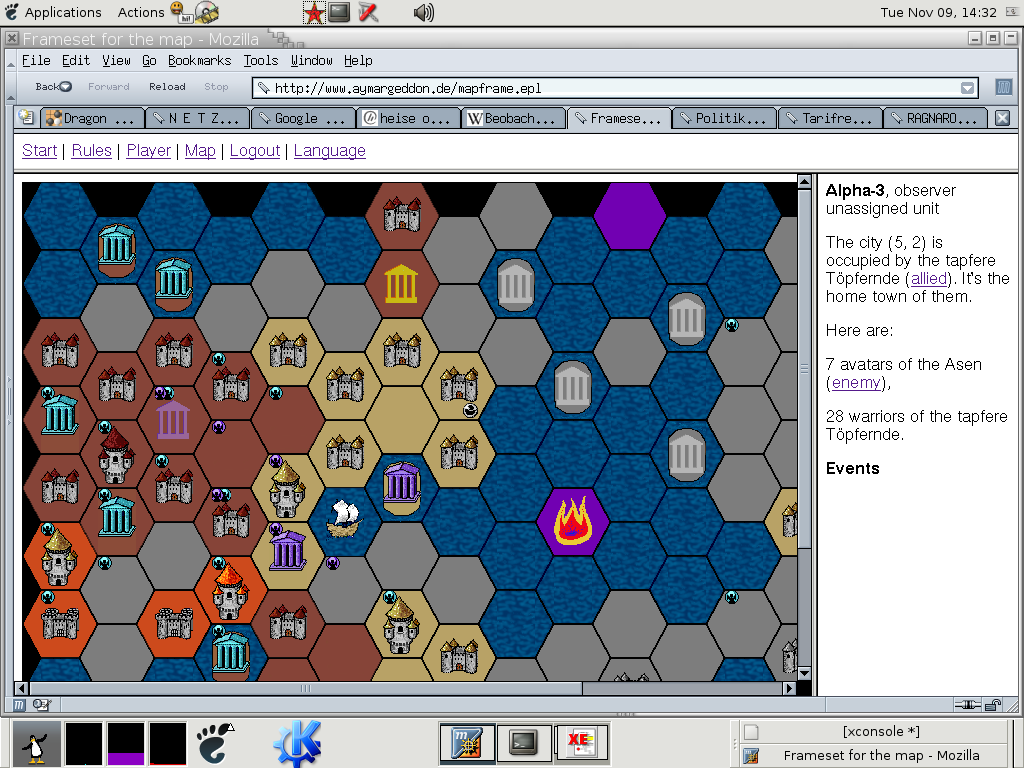 Applications Actions Tue Nov 09, 14:32
Frameset for the map - Mozilla
File Edit View Go Bookmarks Tools Window Help
Back Forward Reload Stop http://www.aymargeddon.de/mapframe.epl
Dragon ... N E T Z... Google ... heise o... Beobach... Framese... Politik... Tarifre... RAGNARO...
Start | Rules | Player | Map | Logout | Language
Alpha-3, observer
unassigned unit
The city (5, 2) is
occupied by the tapfere
Töpfernde (allied). It's the
home town of them.
Here are:
7 avatars of the Asen
(enemy),
28 warriors of the tapfere
Töpfernde.
Events
[xconsole *]
Frameset for the map - Mozilla